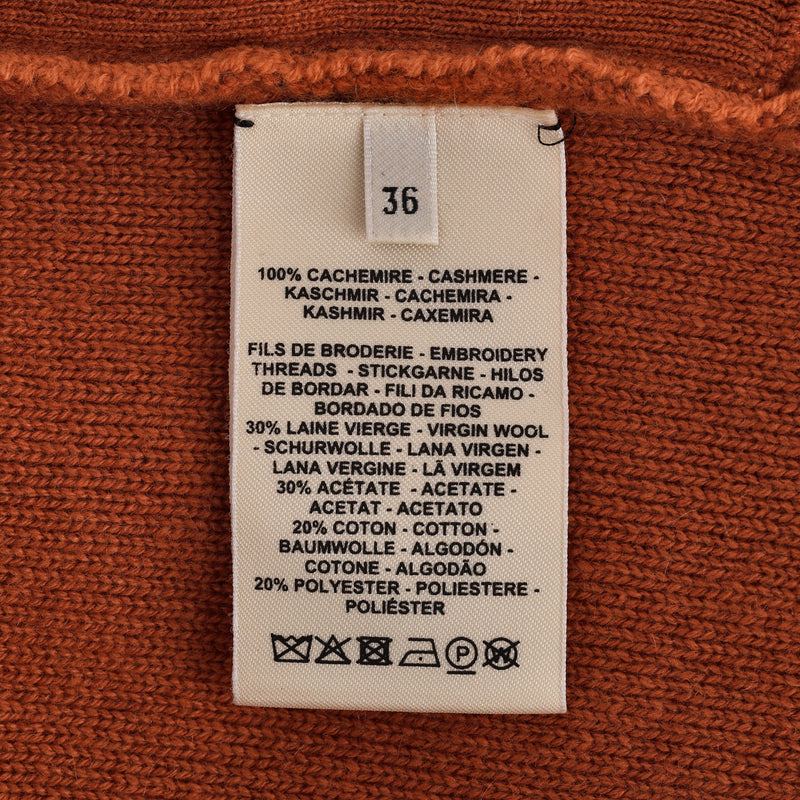 36
100% CACHEMIRE - CASHMERE -
KASCHMIR - CACHEMIRA -
KASHMIR - CAXEMIRA
FILS DE BRODERIE - EMBROIDERY
THREADS - STICKGARNE - HILOS
DE BORDAR - FILI DA RICAMO -
BORDADO DE FIOS
30% LAINE VIERGE - VIRGIN WOOL
- SCHURWOLLE - LANA VIRGEN -
LANA VERGINE - LÃ VIRGEM
30% ACÉTATE - ACETATE -
ACETAT - ACETATO
20% COTON - COTTON -
BAUMWOLLE - ALGODÓN -
COTONE - ALGODÃO
20% POLYESTER - POLIESTERE -
POLIÉSTER
P W